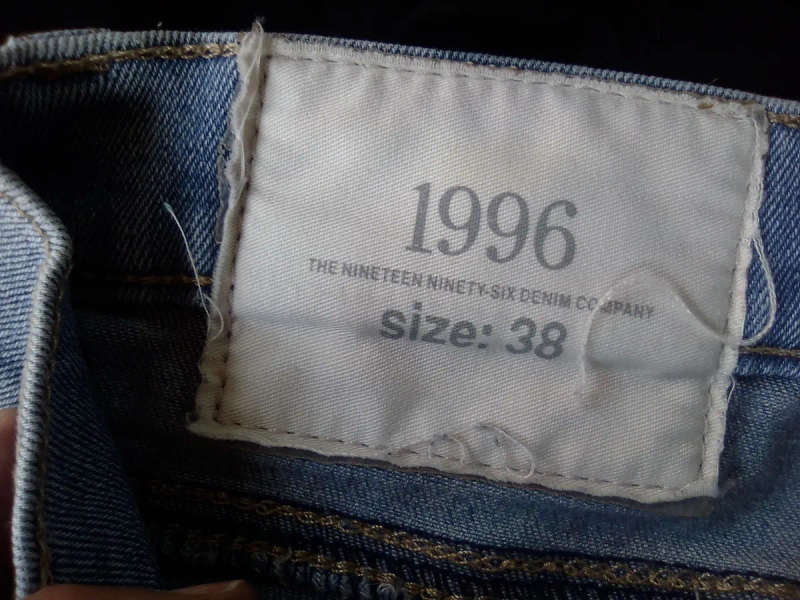 1996
THE NINETEEN NINETY-SIX DENIM COMPANY
size: 38